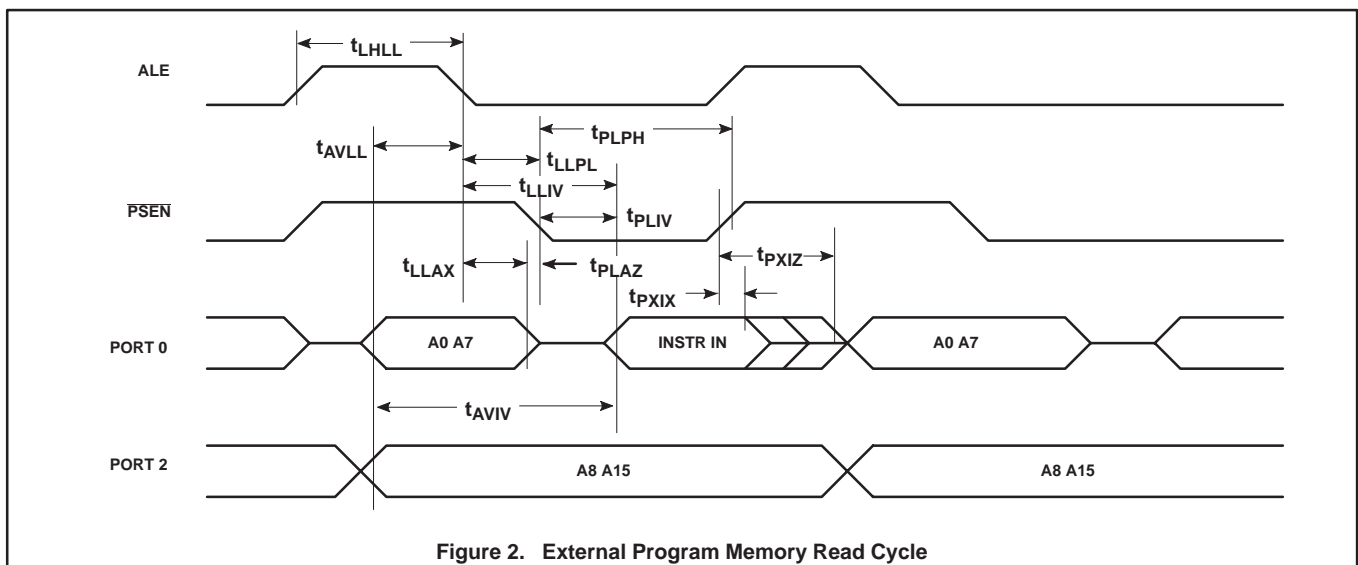 tLHLL
ALE
tPLPH
tAVLL
tLLPL
tLLIV
PSEN
tPLIV
tLLAX
tPLAZ
tPXIZ
tPXIX
PORT 0
A0 A7
INSTR IN
A0 A7
tAVIV
PORT 2
A8 A15
A8 A15
Figure 2. External Program Memory Read Cycle